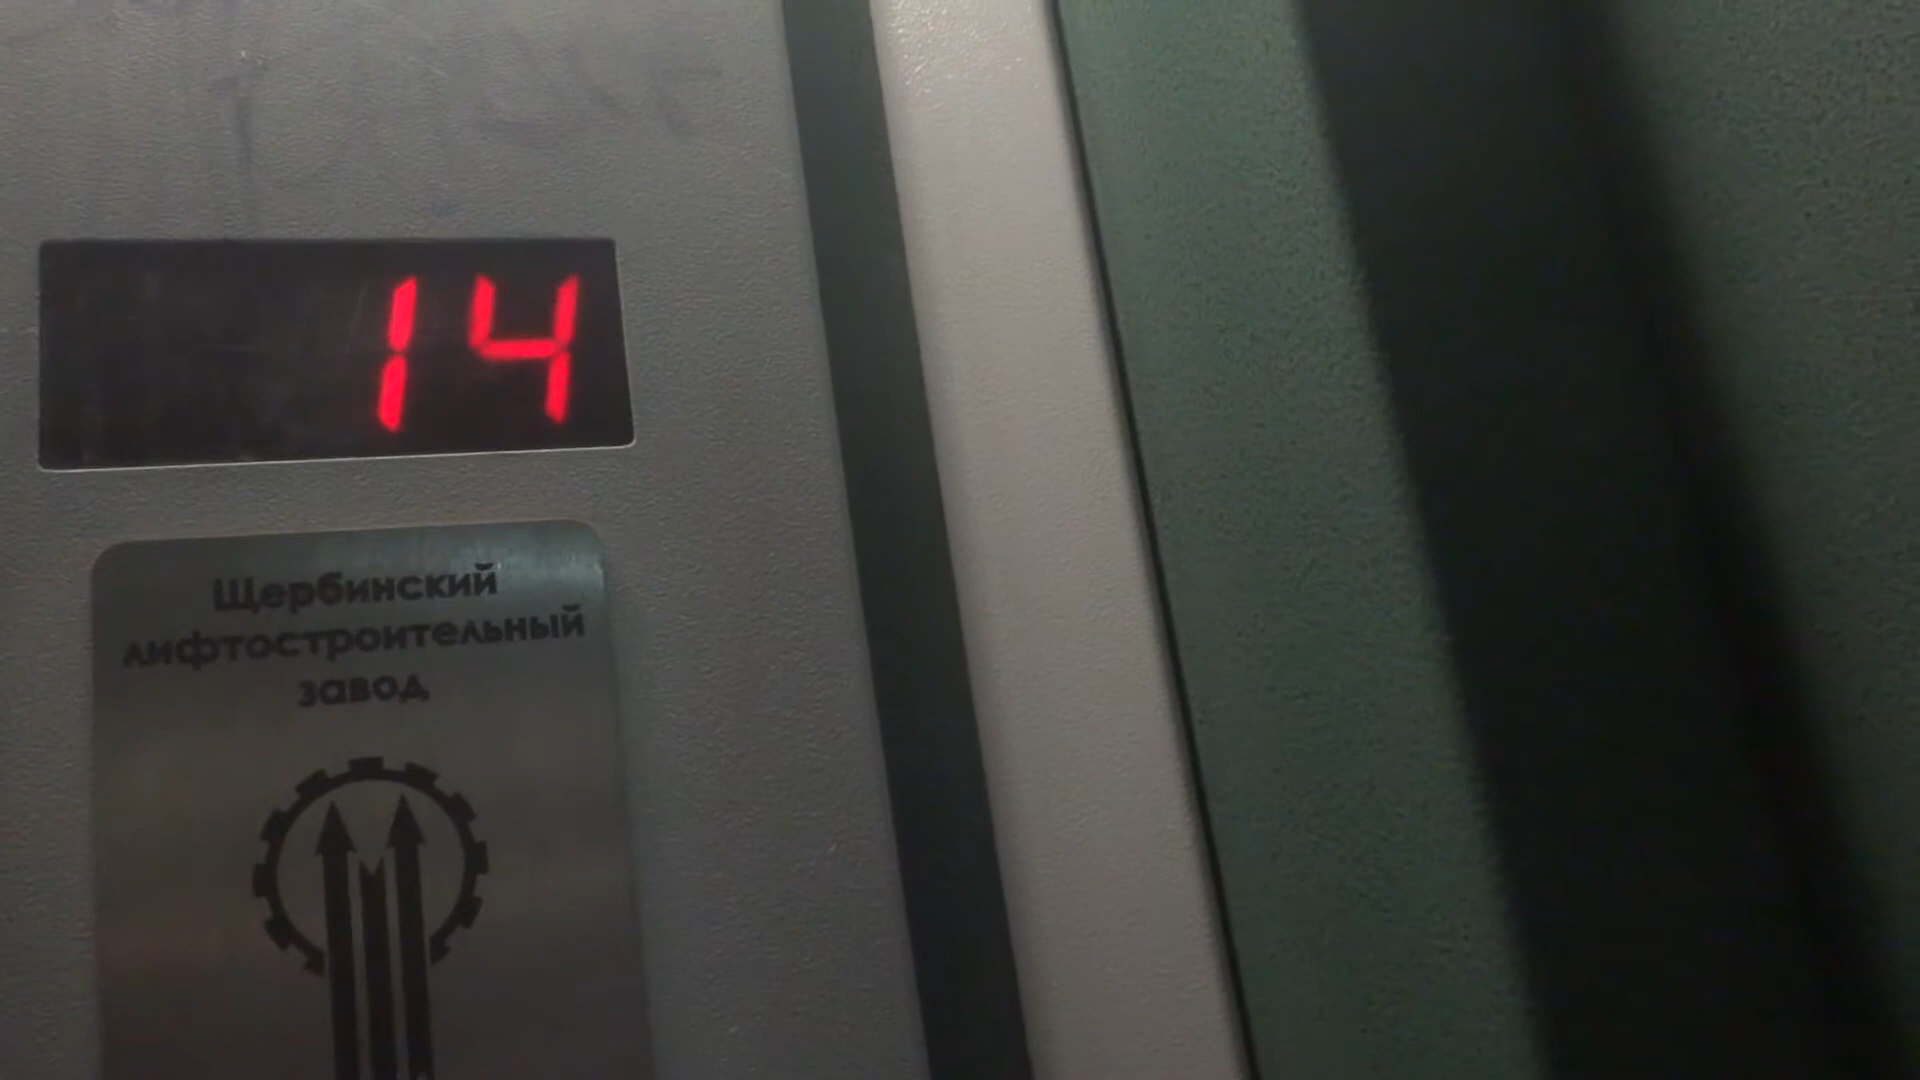 14
Щербинский
лифтостроительный
завод